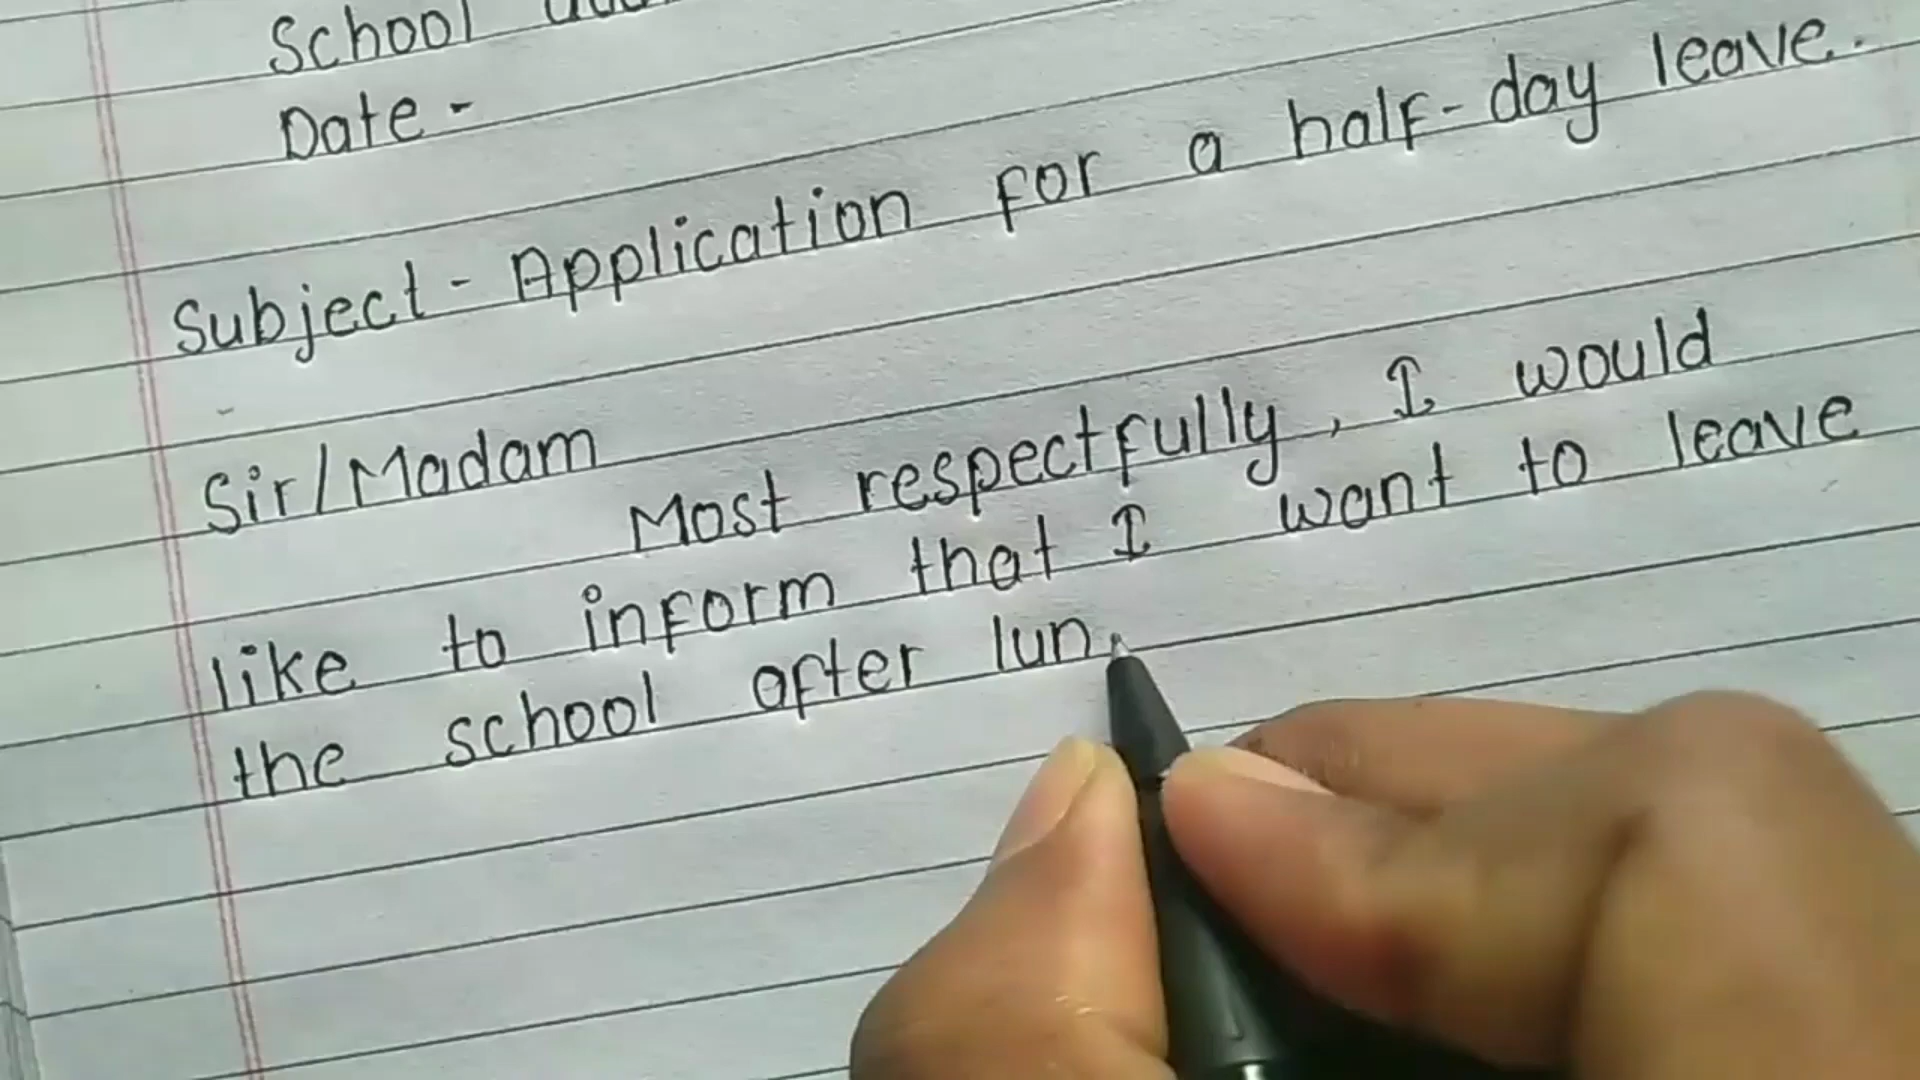 School
Date -
Subject - Application for a half-day leave.
Sir/Madam
Most respectfully, I would
like to inform that I want to leave
the school after lun